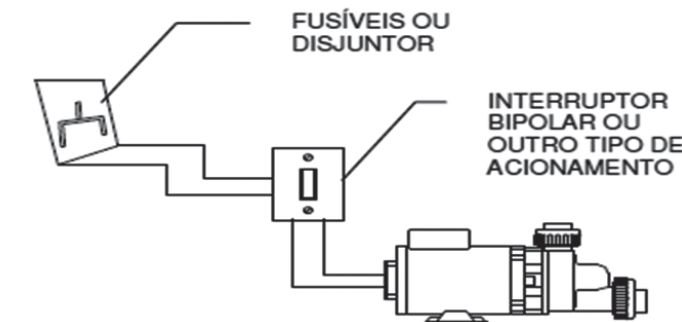 FUSÍVEIS OU
DISJUNTOR
INTERRUPTOR
BIPOLAR OU
OUTRO TIPO DE
ACIONAMENTO